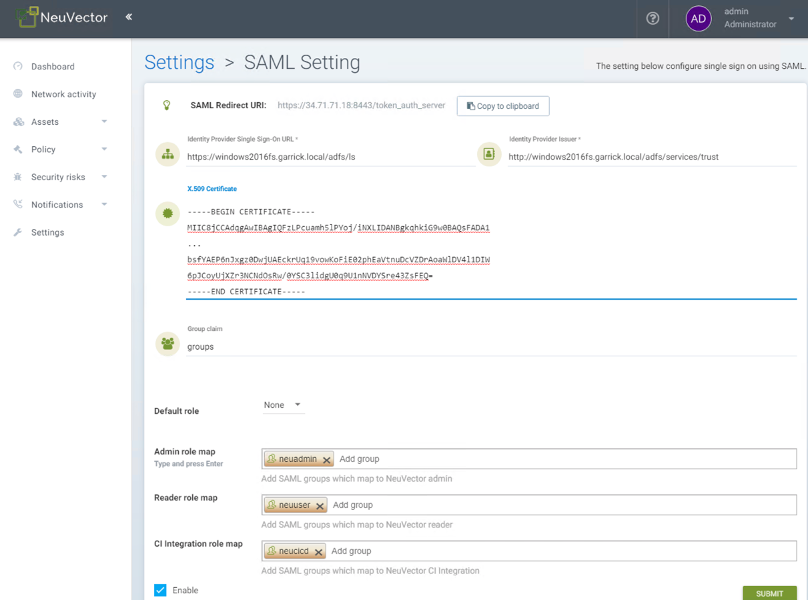 NeuVector
«
?
AD
admin
Administrator
Dashboard
Network activity
Assets
Policy
Security risks
Notifications
Settings
Settings > SAML Setting
The setting below configure single sign on using SAML.
SAML Redirect URI: https://34.71.71.18:8443/token_auth_server
Copy to clipboard
Identity Provider Single Sign-On URL *
https://windows2016fs.garrick.local/adfs/ls
Identity Provider Issuer *
http://windows2016fs.garrick.local/adfs/services/trust
X.509 Certificate
-----BEGIN CERTIFICATE-----
MIIC8jCCAdqgAwIBAgIQFzLPcuamhSlPYoj/iNXLIDANBgkqhkiG9w0BAQsFADA1
...
bsfYAEP6nJxgz0DwjUAEckrUq19vowKoFiE02phEaVtnuDcVZDrAoaWlDV4l1DIW
6pJCoyUjXZr3NCNdOsRw/0YSC3lidgU0q9U1nNVDYSre43ZsFEQ=
-----END CERTIFICATE-----
Group claim
groups
Default role
None
Admin role map
Type and press Enter
neuadmin
Add group
Add SAML groups which map to NeuVector admin
Reader role map
neuuser
Add group
Add SAML groups which map to NeuVector reader
CI Integration role map
neucicd
Add group
Add SAML groups which map to NeuVector CI Integration
Enable
SUBMIT